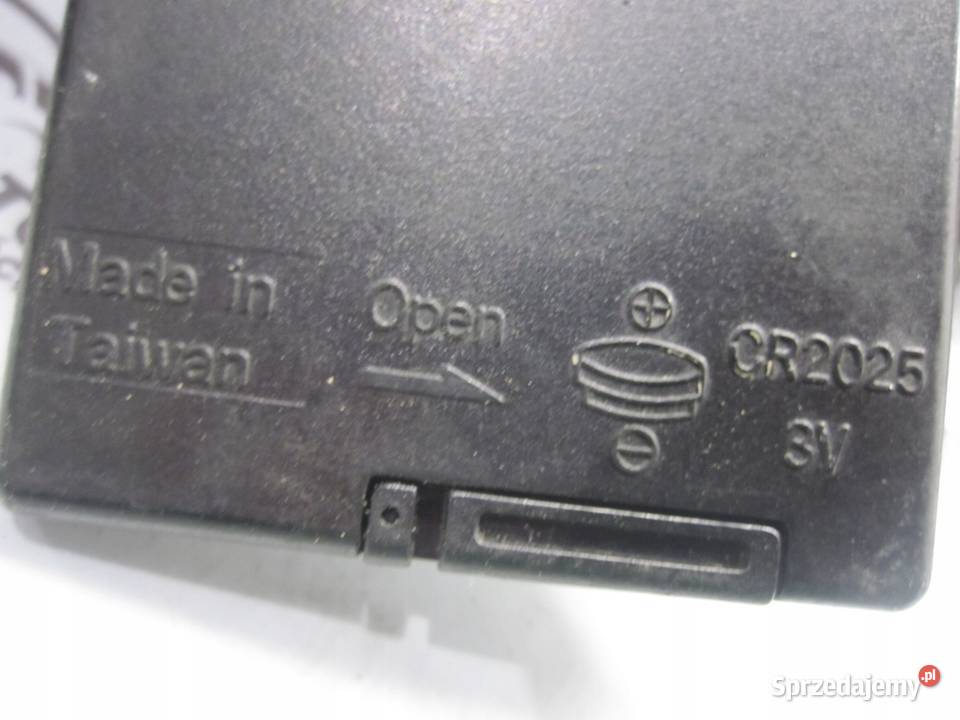 Made in
Taiwan
Open
CR2025
3V
Sprzedajemy.pl